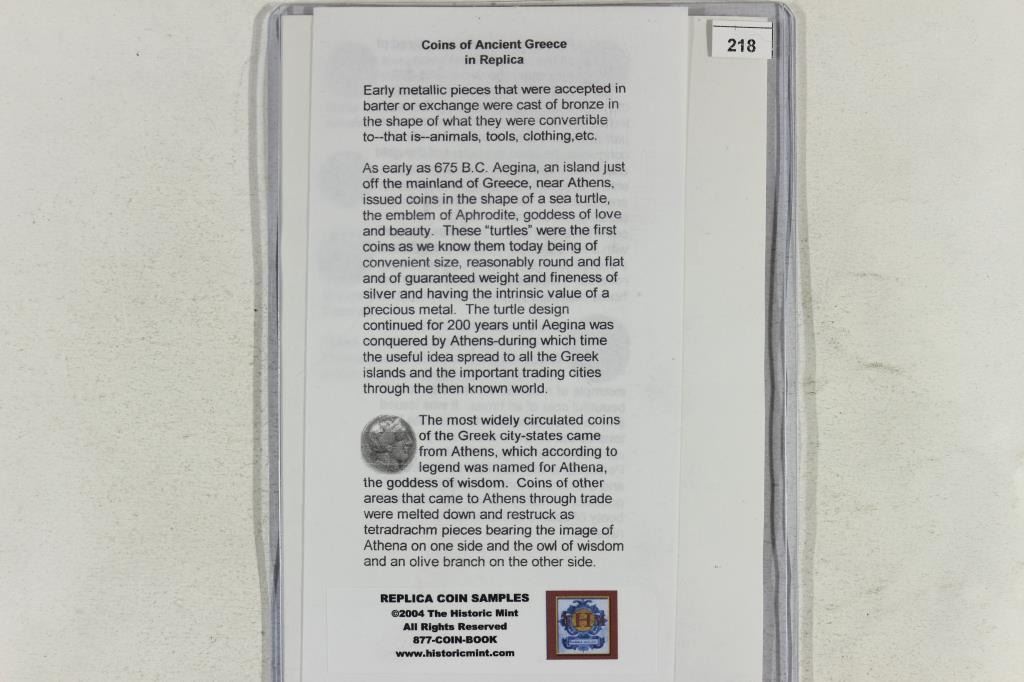 218
Coins of Ancient Greece
in Replica
Early metallic pieces that were accepted in
barter or exchange were cast of bronze in
the shape of what they were convertible
to--that is--animals, tools, clothing,etc.
As early as 675 B.C. Aegina, an island just
off the mainland of Greece, near Athens,
issued coins in the shape of a sea turtle,
the emblem of Aphrodite, goddess of love
and beauty. These "turtles" were the first
coins as we know them today being of
convenient size, reasonably round and flat
and of guaranteed weight and fineness of
silver and having the intrinsic value of a
precious metal. The turtle design
continued for 200 years until Aegina was
conquered by Athens-during which time
the useful idea spread to all the Greek
islands and the important trading cities
through the then known world.
The most widely circulated coins
of the Greek city-states came
from Athens, which according to
legend was named for Athena,
the goddess of wisdom. Coins of other
areas that came to Athens through trade
were melted down and restruck as
tetradrachm pieces bearing the image of
Athena on one side and the owl of wisdom
and an olive branch on the other side.
REPLICA COIN SAMPLES
©2004 The Historic Mint
All Rights Reserved
877-COIN-BOOK
www.historicmint.com
H